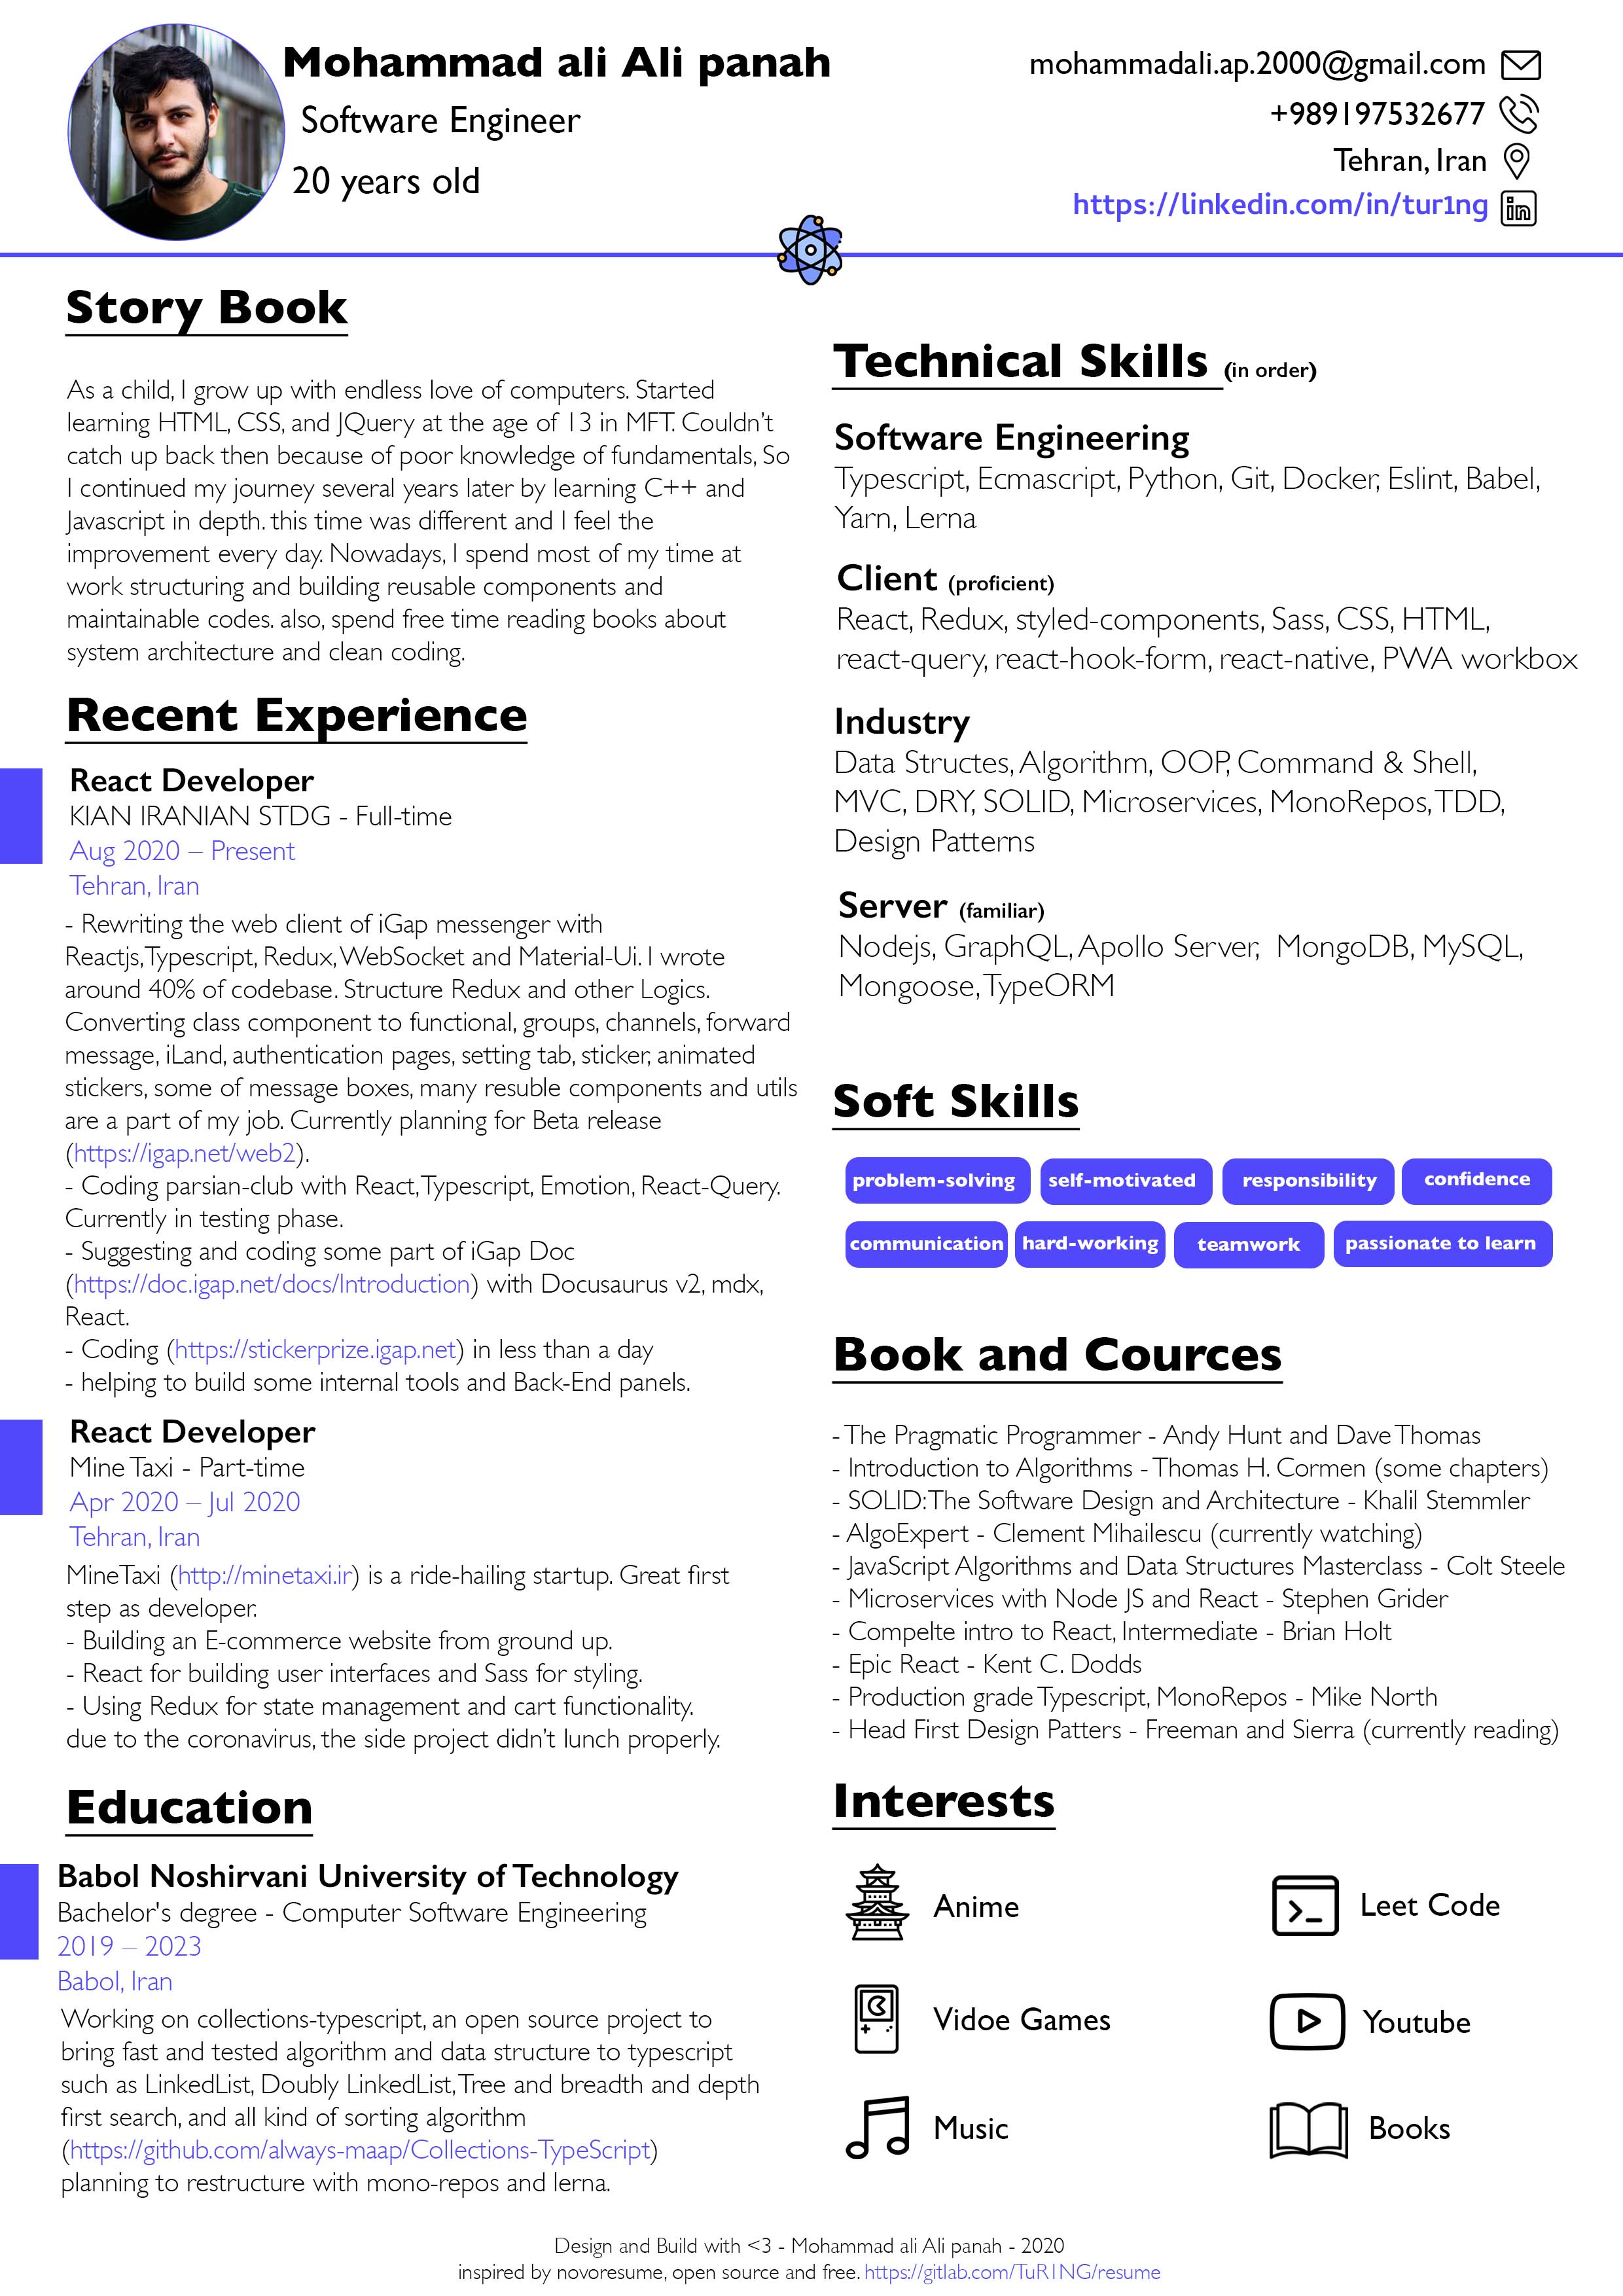 Mohammad ali Ali panah
Software Engineer
20 years old
mohammadali.ap.2000@gmail.com
+989197532677
Tehran, Iran
https://linkedin.com/in/tur1ng
in
Story Book
As a child, I grow up with endless love of computers. Started
learning HTML, CSS, and JQuery at the age of 13 in MFT. Couldn't
catch up back then because of poor knowledge of fundamentals, So
I continued my journey several years later by learning C++ and
Javascript in depth. this time was different and I feel the
improvement every day. Nowadays, I spend most of my time at
work structuring and building reusable components and
maintainable codes. also, spend free time reading books about
system architecture and clean coding.
Recent Experience
React Developer
KIAN IRANIAN STDG - Full-time
Aug 2020 – Present
Tehran, Iran
- Rewriting the web client of iGap messenger with
Reactjs, Typescript, Redux, WebSocket and Material-Ui. I wrote
around 40% of codebase. Structure Redux and other Logics.
Converting class component to functional, groups, channels, forward
message, iLand, authentication pages, setting tab, sticker, animated
stickers, some of message boxes, many resuble components and utils
are a part of my job. Currently planning for Beta release
(https://igap.net/web2).
- Coding parsian-club with React, Typescript, Emotion, React-Query.
Currently in testing phase.
- Suggesting and coding some part of iGap Doc
(https://doc.igap.net/docs/Introduction) with Docusaurus v2, mdx,
React.
- Coding (https://stickerprize.igap.net) in less than a day
- helping to build some internal tools and Back-End panels.
React Developer
Mine Taxi - Part-time
Apr 2020 – Jul 2020
Tehran, Iran
MineTaxi (http://minetaxi.ir) is a ride-hailing startup. Great first
step as developer.
- Building an E-commerce website from ground up.
- React for building user interfaces and Sass for styling.
- Using Redux for state management and cart functionality.
due to the coronavirus, the side project didn't lunch properly.
Education
Babol Noshirvani University of Technology
Bachelor's degree - Computer Software Engineering
2019 – 2023
Babol, Iran
Working on collections-typescript, an open source project to
bring fast and tested algorithm and data structure to typescript
such as LinkedList, Doubly LinkedList, Tree and breadth and depth
first search, and all kind of sorting algorithm
(https://github.com/always-maap/Collections-TypeScript)
planning to restructure with mono-repos and lerna.
Technical Skills (in order)
Software Engineering
Typescript, Ecmascript, Python, Git, Docker, Eslint, Babel,
Yarn, Lerna
Client (proficient)
React, Redux, styled-components, Sass, CSS, HTML,
react-query, react-hook-form, react-native, PWA workbox
Industry
Data Structes, Algorithm, OOP, Command & Shell,
MVC, DRY, SOLID, Microservices, MonoRepos, TDD,
Design Patterns
Server (familiar)
Nodejs, GraphQL, Apollo Server, MongoDB, MySQL,
Mongoose, TypeORM
Soft Skills
problem-solving self-motivated responsibility confidence
communication hard-working teamwork passionate to learn
Book and Cources
- The Pragmatic Programmer - Andy Hunt and Dave Thomas
- Introduction to Algorithms - Thomas H. Cormen (some chapters)
- SOLID: The Software Design and Architecture - Khalil Stemmler
- AlgoExpert - Clement Mihailescu (currently watching)
- JavaScript Algorithms and Data Structures Masterclass - Colt Steele
- Microservices with Node JS and React - Stephen Grider
- Compelte intro to React, Intermediate - Brian Holt
- Epic React - Kent C. Dodds
- Production grade Typescript, MonoRepos - Mike North
- Head First Design Patters - Freeman and Sierra (currently reading)
Interests
Anime Leet Code
Vidoe Games Youtube
Music Books
Design and Build with <3 - Mohammad ali Ali panah - 2020
inspired by novoresume, open source and free. https://gitlab.com/TuR1NG/resume